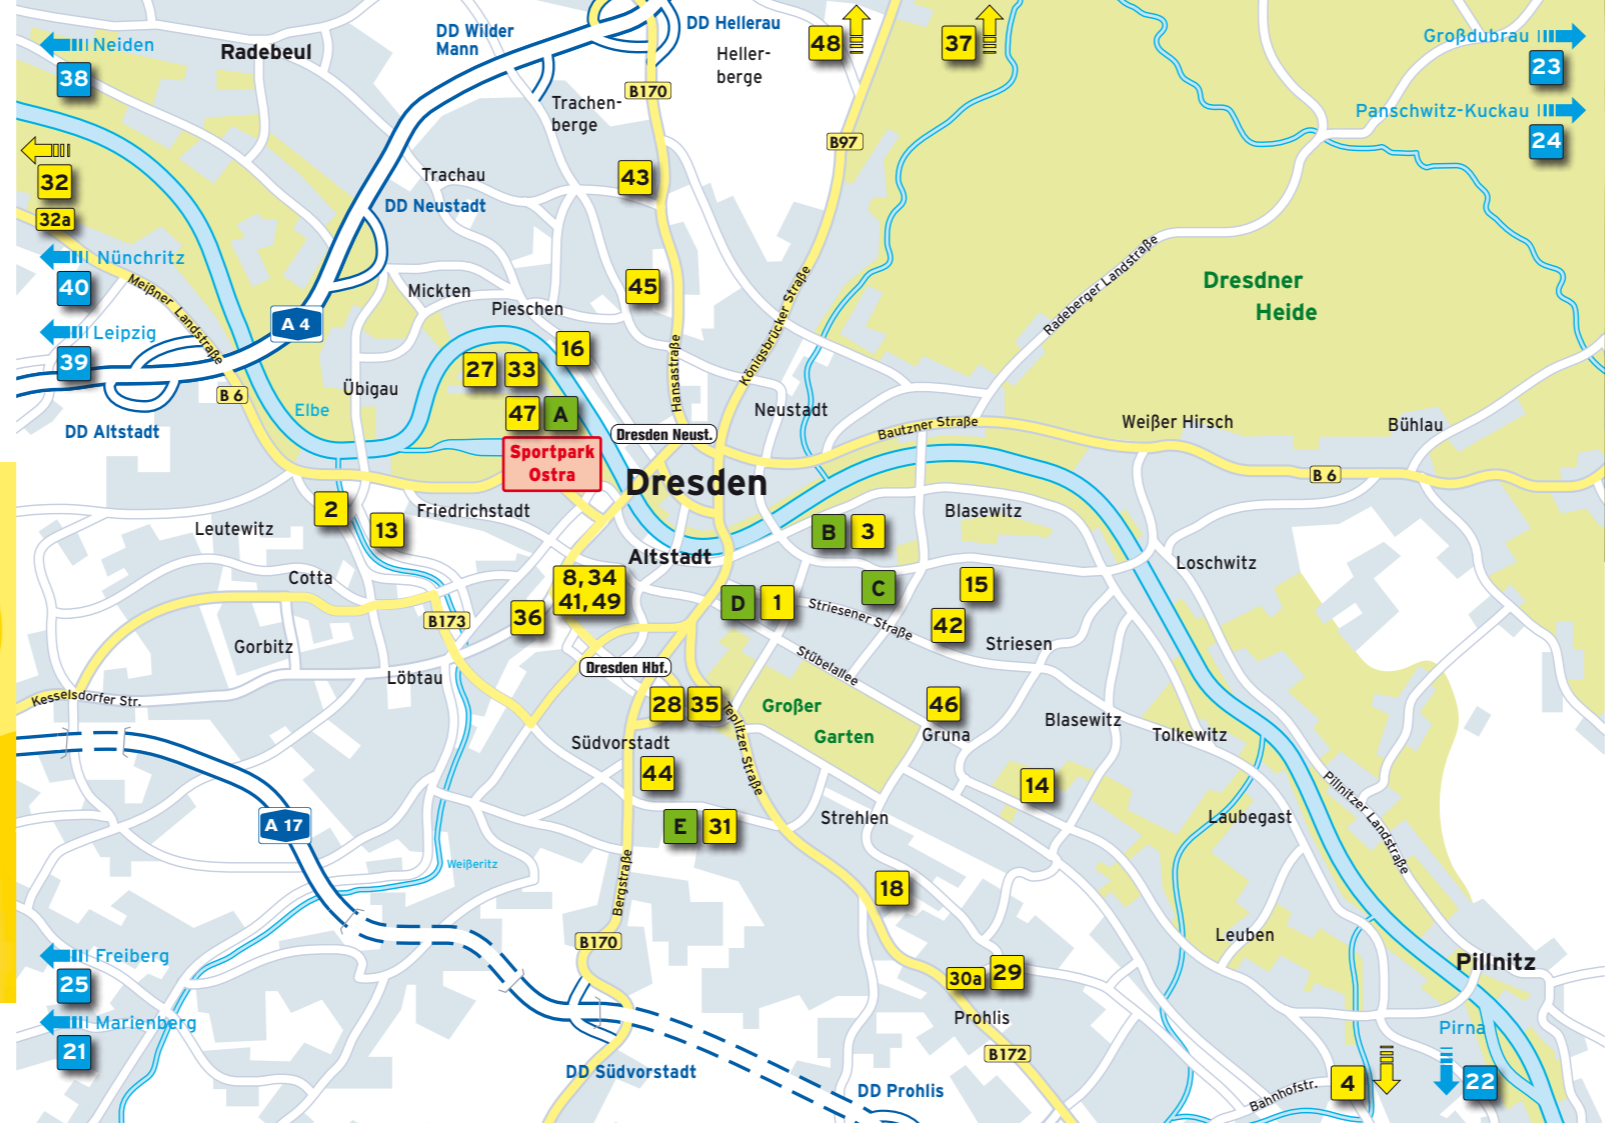 Neiden
38
Radebeul
DD Wilder
Mann
DD Hellerau
Heller-
berge
48
37
Großdubrau
23
Panschwitz-Kuckau
24
B170
Trachen-
berge
B97
32
32a
Trachau
43
DD Neustadt
Nünchritz
40
Meißner Landstraße
Mickten
45
Pieschen
Königsbrücker Straße
Radeberger Landstraße
Dresdner
Heide
Leipzig
39
A 4
16
27
33
Hansastraße
B 6
Übigau
Elbe
47
A
Neustadt
DD Altstadt
Dresden Neust.
Bautzner Straße
Weißer Hirsch
Bühlau
Sportpark
Ostra
Dresden
B 6
2
13
Friedrichstadt
Leutewitz
Blasewitz
B
3
Altstadt
Loschwitz
Cotta
8, 34
41, 49
C
15
D
1
Striesener Straße
36
B173
42
Striesen
Gorbitz
Stübelallee
Dresden Hbf.
Löbtau
Kesselsdorfer Str.
28
35
Großer
Garten
46
Gruna
Blasewitz
Tolkewitz
Teplitzer Straße
Südvorstadt
44
14
Pillnitzer Landstraße
A 17
E
31
Strehlen
Laubegast
Weißeritz
Bergstraße
18
Leuben
B170
Freiberg
25
Pillnitz
30a
29
Prohlis
Marienberg
21
Pirna
B172
DD Südvorstadt
DD Prohlis
Bahnhofstr.
4
22